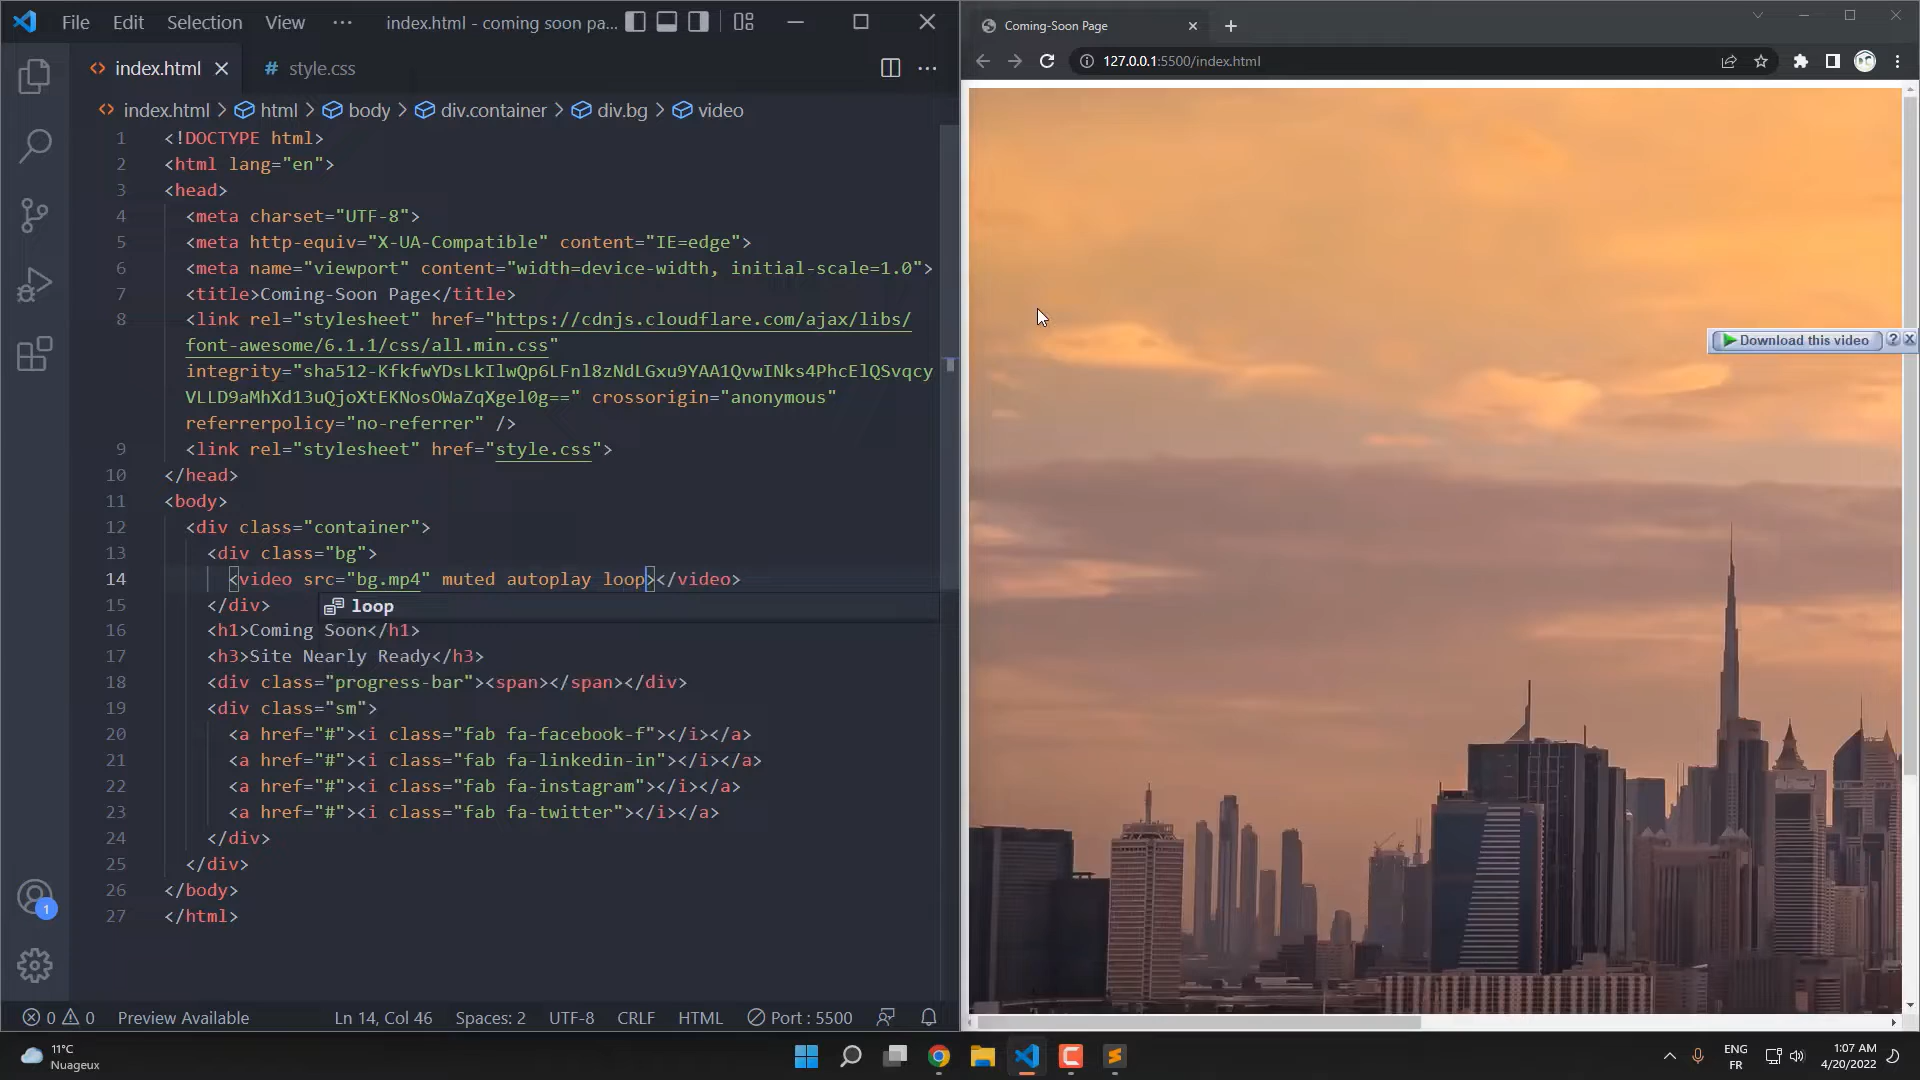 File Edit Selection View ··· index.html - coming soon pa...
index.html style.css
index.html > html > body > div.container > div.bg > video
1 <!DOCTYPE html>
2 <html lang="en">
3 <head>
4 <meta charset="UTF-8">
5 <meta http-equiv="X-UA-Compatible" content="IE=edge">
6 <meta name="viewport" content="width=device-width, initial-scale=1.0">
7 <title>Coming-Soon Page</title>
8 <link rel="stylesheet" href="https://cdnjs.cloudflare.com/ajax/libs/
font-awesome/6.1.1/css/all.min.css"
integrity="sha512-KfkfwYDsLkIlwQp6LFnl8zNdLGxu9YAA1QvwINks4PhcElQSvqcy
VLLD9aMhXd13uQjoXtEKNosOWaZqXgel0g==" crossorigin="anonymous"
referrerpolicy="no-referrer" />
9 <link rel="stylesheet" href="style.css">
10 </head>
11 <body>
12 <div class="container">
13 <div class="bg">
14 <video src="bg.mp4" muted autoplay loop></video>
15 </div>
loop
16 <h1>Coming Soon</h1>
17 <h3>Site Nearly Ready</h3>
18 <div class="progress-bar"><span></span></div>
19 <div class="sm">
20 <a href="#"><i class="fab fa-facebook-f"></i></a>
21 <a href="#"><i class="fab fa-linkedin-in"></i></a>
22 <a href="#"><i class="fab fa-instagram"></i></a>
23 <a href="#"><i class="fab fa-twitter"></i></a>
24 </div>
25 </div>
26 </body>
27 </html>
1
0 0 Preview Available Ln 14, Col 46 Spaces: 2 UTF-8 CRLF HTML Port : 5500
Coming-Soon Page
127.0.0.1:5500/index.html
Download this video ? X
11°C
Nuageux
ENG
FR
1:07 AM
4/20/2022